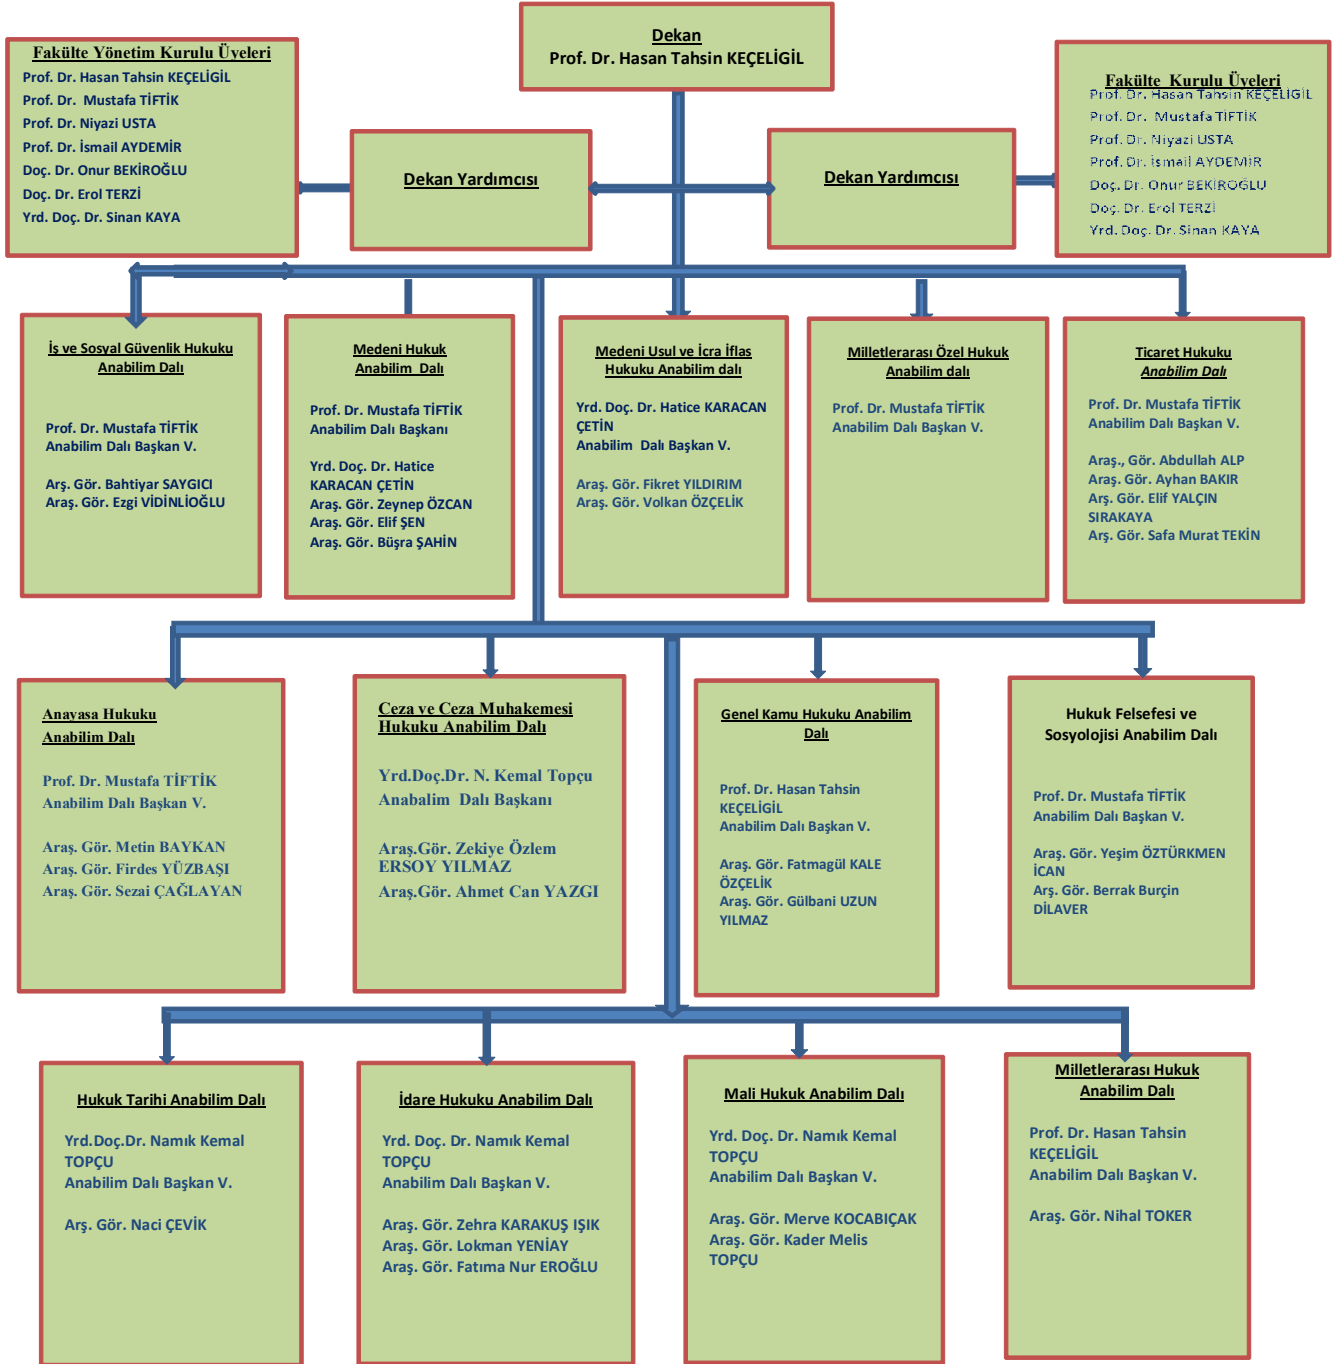 Dekan
Prof. Dr. Hasan Tahsin KEÇELİGİL
Fakülte Yönetim Kurulu Üyeleri
Prof. Dr. Hasan Tahsin KEÇELİGİL
Prof. Dr. Mustafa TİFTİK
Prof. Dr. Niyazi USTA
Prof. Dr. İsmail AYDEMİR
Doç. Dr. Onur BEKİROĞLU
Doç. Dr. Erol TERZİ
Yrd. Doç. Dr. Sinan KAYA
Dekan Yardımcısı
Dekan Yardımcısı
Fakülte Kurulu Üyeleri
Prof. Dr. Hasan Tahsin KEÇELİGİL
Prof. Dr. Mustafa TİFTİK
Prof. Dr. Niyazi USTA
Prof. Dr. İsmail AYDEMİR
Doç. Dr. Onur BEKİROĞLU
Doç. Dr. Erol TERZİ
Yrd. Doç. Dr. Sinan KAYA
İş ve Sosyal Güvenlik Hukuku
Anabilim Dalı
Prof. Dr. Mustafa TİFTİK
Anabilim Dalı Başkan V.
Arş. Gör. Bahtiyar SAYGICI
Araş. Gör. Ezgi VİDİNLİOĞLU
Medeni Hukuk
Anabilim Dalı
Prof. Dr. Mustafa TİFTİK
Anabilim Dalı Başkanı
Yrd. Doç. Dr. Hatice
KARACAN ÇETİN
Araş. Gör. Zeynep ÖZCAN
Araş. Gör. Elif ŞEN
Araş. Gör. Büşra ŞAHİN
Medeni Usul ve İcra İflas
Hukuku Anabilim dalı
Yrd. Doç. Dr. Hatice KARACAN
ÇETİN
Anabilim Dalı Başkan V.
Araş. Gör. Fikret YILDIRIM
Araş. Gör. Volkan ÖZÇELİK
Milletlerarası Özel Hukuk
Anabilim dalı
Prof. Dr. Mustafa TİFTİK
Anabilim Dalı Başkan V.
Ticaret Hukuku
Anabilim Dalı
Prof. Dr. Mustafa TİFTİK
Anabilim Dalı Başkan V.
Araş., Gör. Abdullah ALP
Araş. Gör. Ayhan BAKIR
Arş. Gör. Elif YALÇIN
SIRAKAYA
Arş. Gör. Safa Murat TEKİN
Anayasa Hukuku
Anabilim Dalı
Prof. Dr. Mustafa TİFTİK
Anabilim Dalı Başkan V.
Araş. Gör. Metin BAYKAN
Araş. Gör. Firdes YÜZBAŞI
Araş. Gör. Sezai ÇAĞLAYAN
Ceza ve Ceza Muhakemesi
Hukuku Anabilim Dalı
Yrd.Doç.Dr. N. Kemal Topçu
Anabalim Dalı Başkanı
Araş.Gör. Zekiye Özlem
ERSOY YILMAZ
Araş.Gör. Ahmet Can YAZGI
Genel Kamu Hukuku Anabilim
Dalı
Prof. Dr. Hasan Tahsin
KEÇELİGİL
Anabilim Dalı Başkan V.
Araş. Gör. Fatmagül KALE
ÖZÇELİK
Araş. Gör. Gülbani UZUN
YILMAZ
Hukuk Felsefesi ve
Sosyolojisi Anabilim Dalı
Prof. Dr. Mustafa TİFTİK
Anabilim Dalı Başkan V.
Araş. Gör. Yeşim ÖZTÜRKMEN
İCAN
Arş. Gör. Berrak Burçin
DİLAVER
Hukuk Tarihi Anabilim Dalı
Yrd.Doç.Dr. Namık Kemal
TOPÇU
Anabilim Dalı Başkan V.
Arş. Gör. Naci ÇEVİK
İdare Hukuku Anabilim Dalı
Yrd. Doç. Dr. Namık Kemal
TOPÇU
Anabilim Dalı Başkan V.
Araş. Gör. Zehra KARAKUŞ IŞIK
Araş. Gör. Lokman YENİAY
Araş. Gör. Fatıma Nur EROĞLU
Mali Hukuk Anabilim Dalı
Yrd. Doç. Dr. Namık Kemal
TOPÇU
Anabilim Dalı Başkan V.
Araş. Gör. Merve KOCABIÇAK
Araş. Gör. Kader Melis
TOPÇU
Milletlerarası Hukuk
Anabilim Dalı
Prof. Dr. Hasan Tahsin
KEÇELİGİL
Anabilim Dalı Başkan V.
Araş. Gör. Nihal TOKER